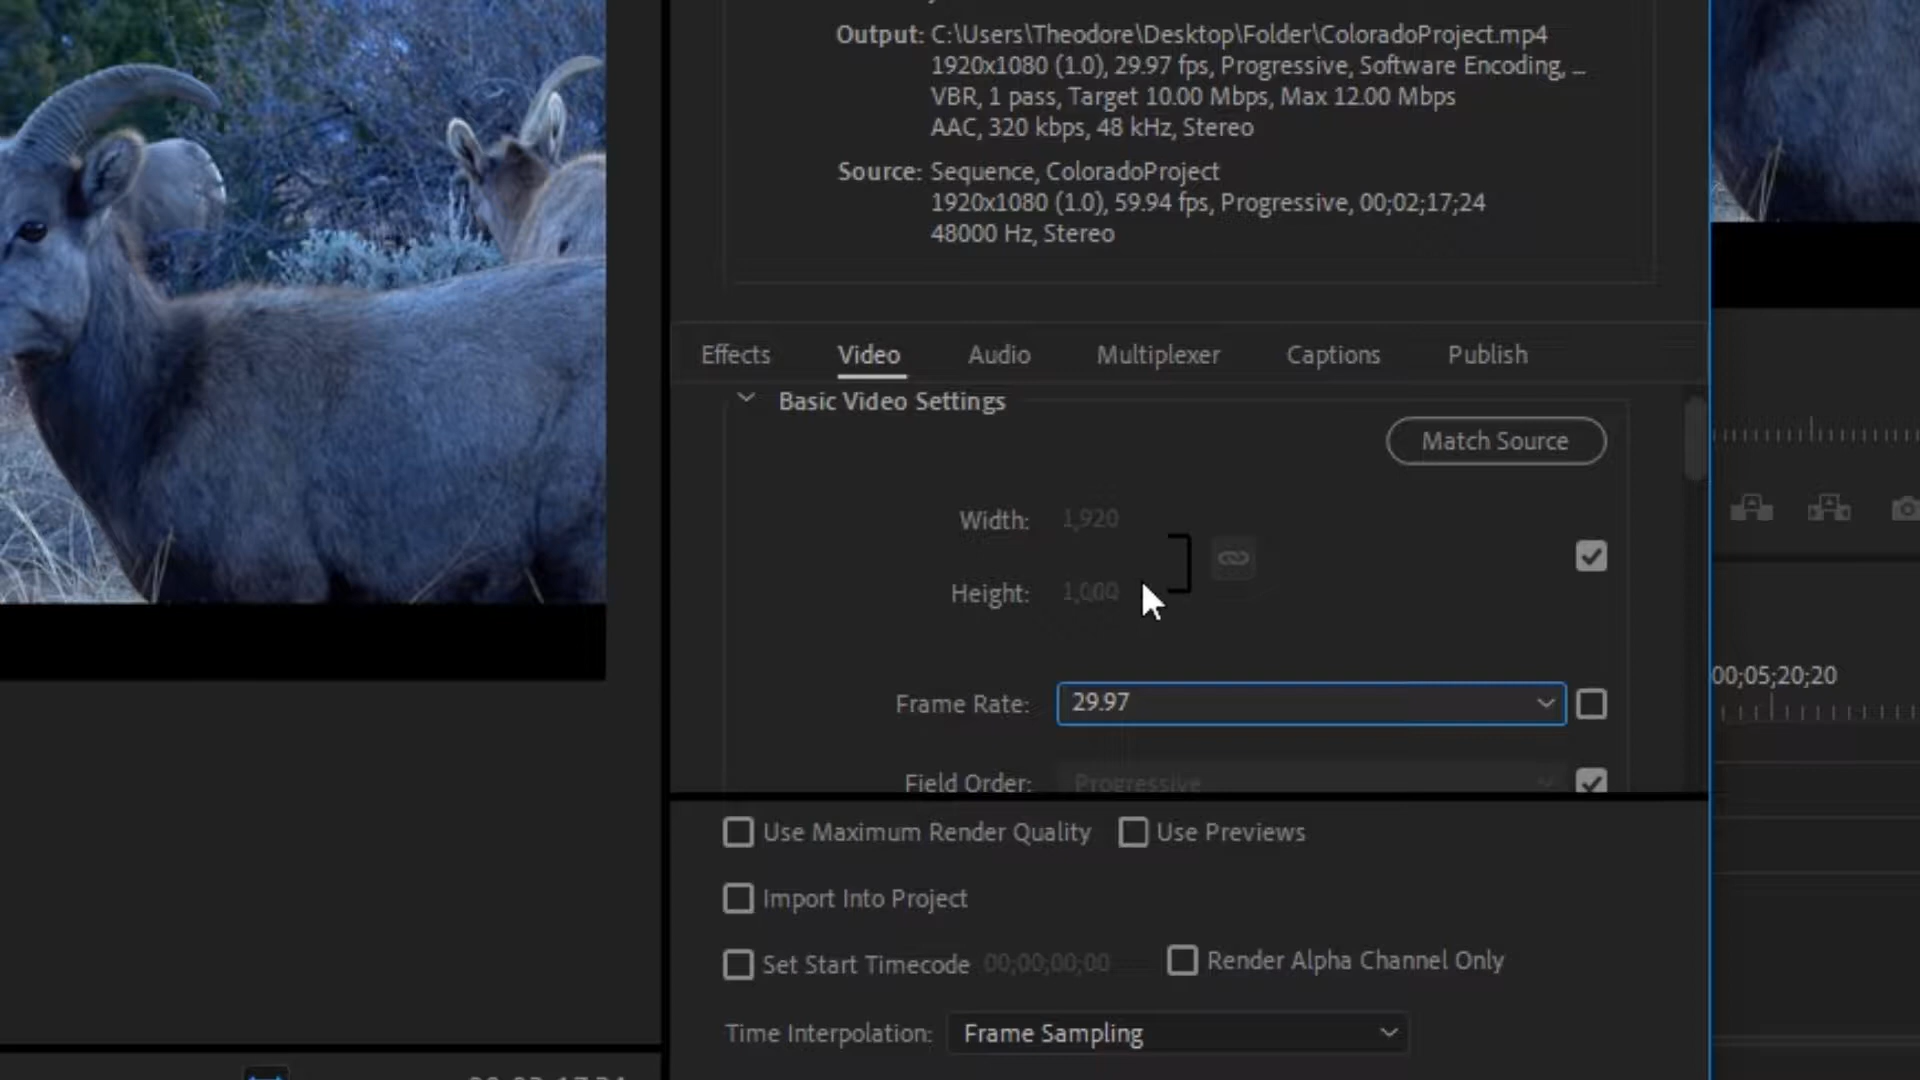 Output: C:\Users\Theodore\Desktop\Folder\ColoradoProject.mp4
1920x1080 (1.0), 29.97 fps, Progressive, Software Encoding, ...
VBR, 1 pass, Target 10.00 Mbps, Max 12.00 Mbps
AAC, 320 kbps, 48 kHz, Stereo
Source: Sequence, ColoradoProject
1920x1080 (1.0), 59.94 fps, Progressive, 00;02;17;24
48000 Hz, Stereo
Effects Video Audio Multiplexer Captions Publish
Basic Video Settings
Match Source
Width: 1,920
Height:
Frame Rate: 29.97
00;05;20;20
Field Order: Progressive
Use Maximum Render Quality Use Previews
Import Into Project
Set Start Timecode 00;00;00;00 Render Alpha Channel Only
Time Interpolation: Frame Sampling